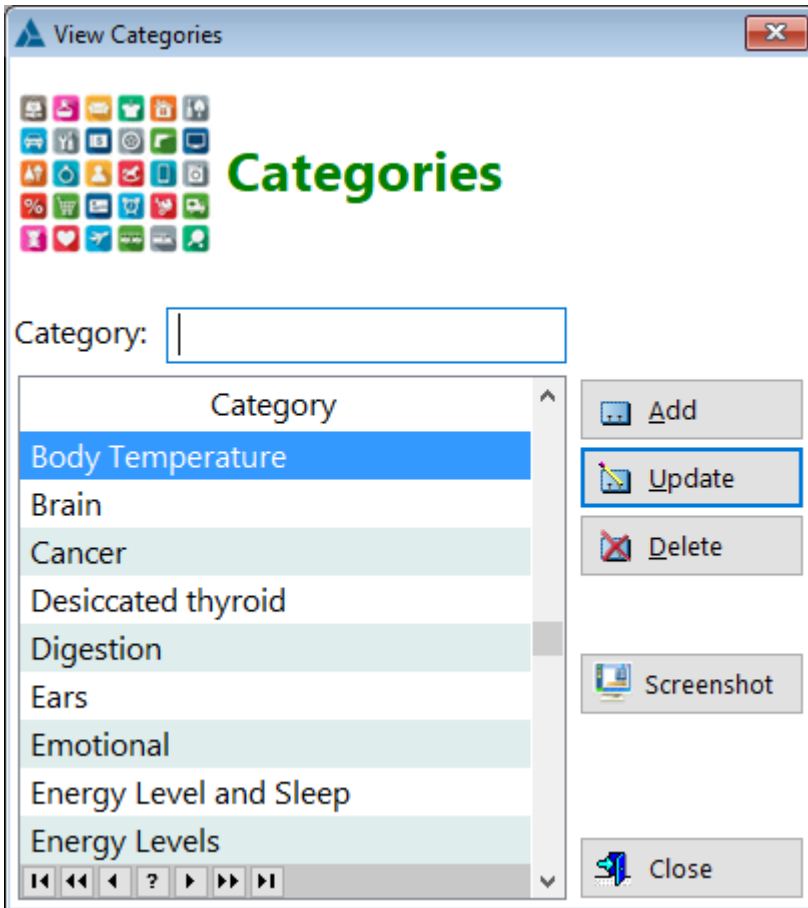 View Categories
Categories
Category:
Category
Body Temperature
Brain
Cancer
Desiccated thyroid
Digestion
Ears
Emotional
Energy Level and Sleep
Energy Levels
?
Add
Update
Delete
Screenshot
Close